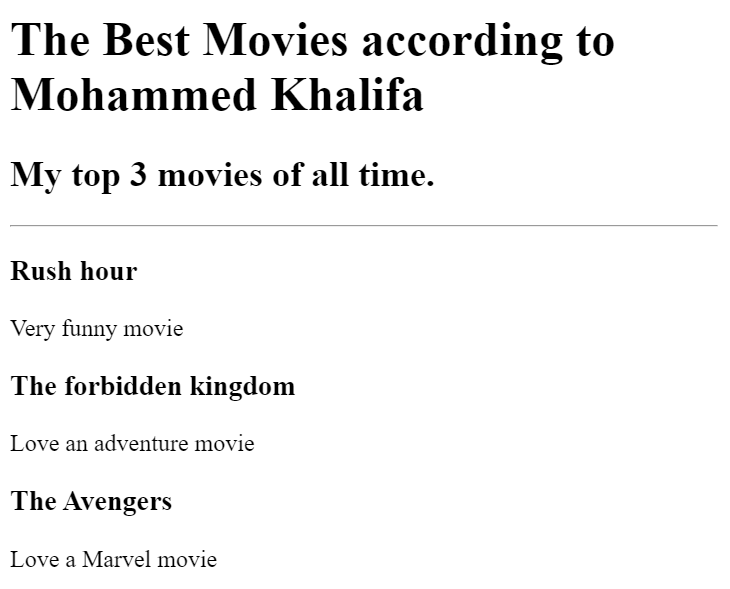 The Best Movies according to
Mohammed Khalifa
My top 3 movies of all time.
Rush hour
Very funny movie
The forbidden kingdom
Love an adventure movie
The Avengers
Love a Marvel movie